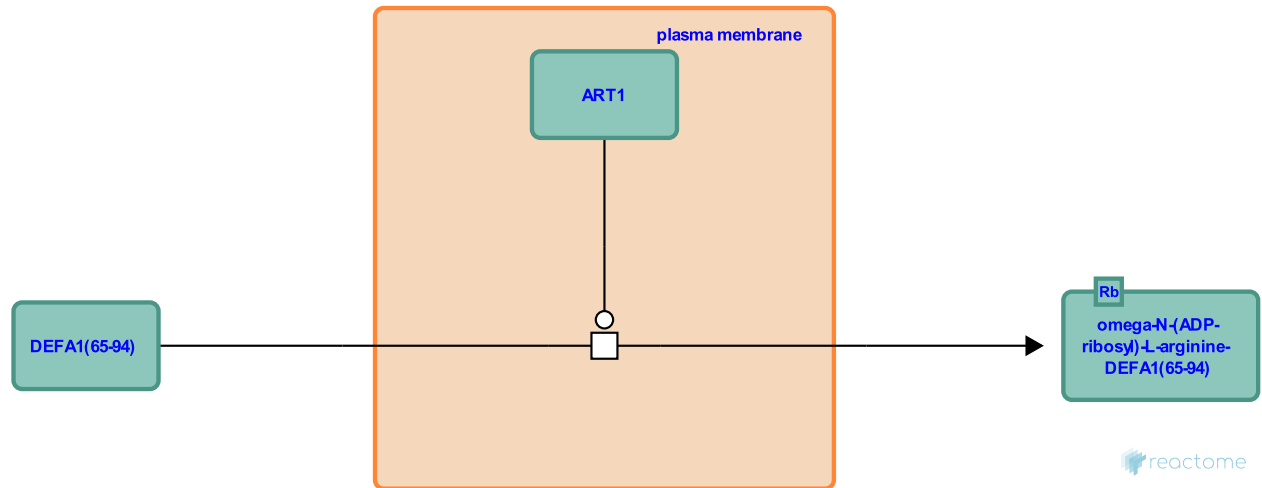 plasma membrane
ART1
DEFA1(65-94)
Rb
omega-N-(ADP-
ribosyl)-L-arginine-
DEFA1(65-94)
reactome